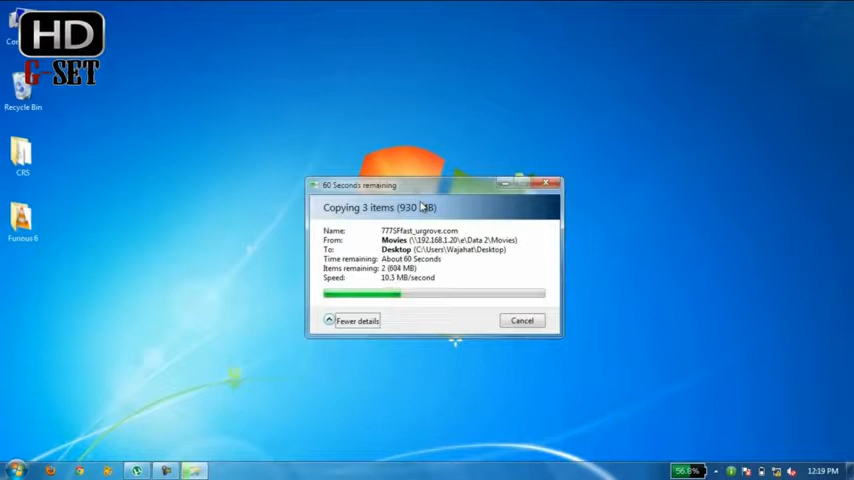 HD
G-SET
Recycle Bin
CRS
Furious 6
60 Seconds remaining
Copying 3 items (930 MB)
Name: 777SFfast_urgrove.com
From: Movies (\\192.168.1.20\e\Data 2\Movies)
To: Desktop (C:\Users\Wajahat\Desktop)
Time remaining: About 60 Seconds
Items remaining: 2 (604 MB)
Speed: 10.3 MB/second
Fewer details
Cancel
56.8%
12:19 PM